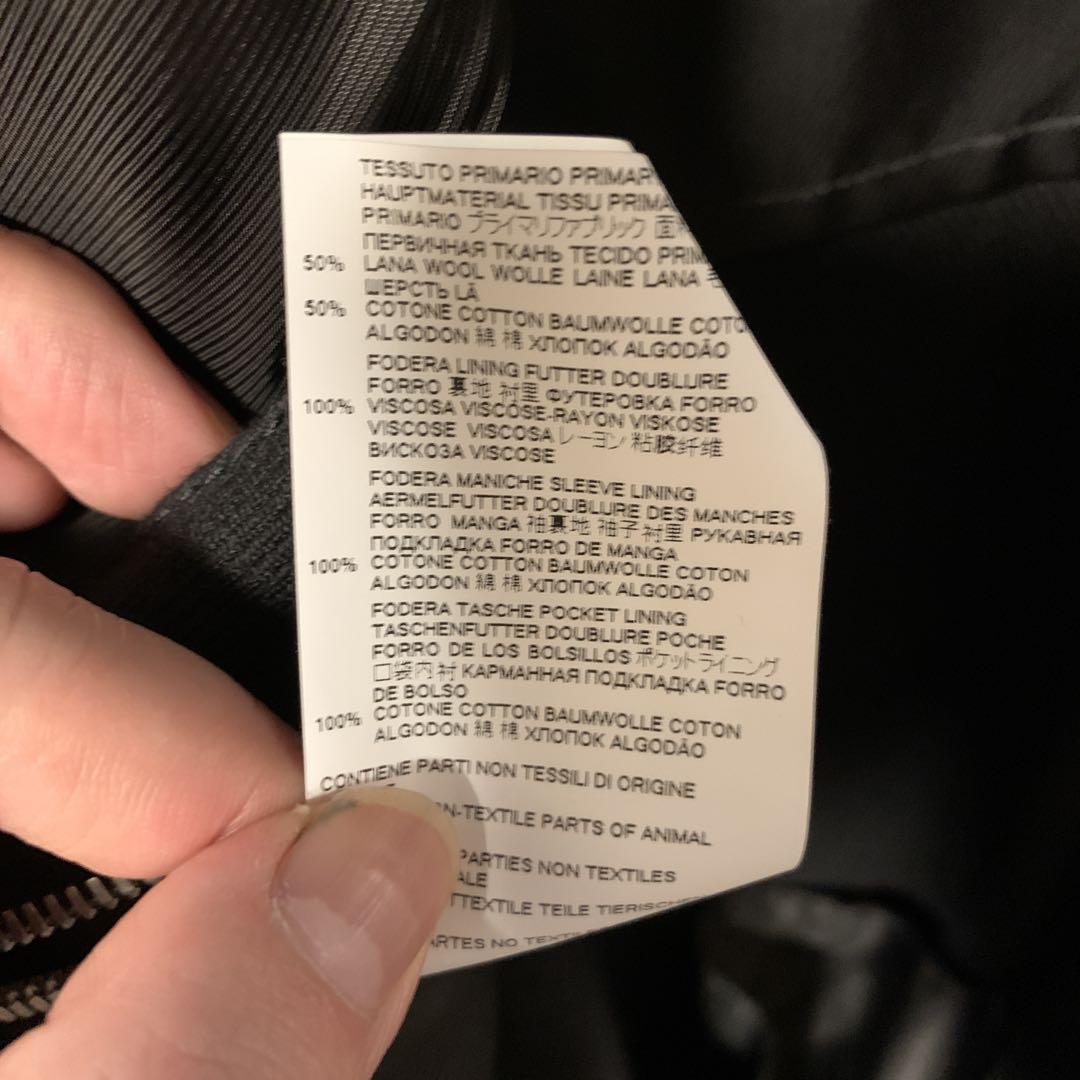 TESSUTO PRIMARIO
HAUPTMATERIAL TISSU
PRIMARIO プライマリファブリック
ПЕРВИЧНАЯ ТКАНЬ TECIDO
50% LANA WOOL WOLLE LAINE LANA
ШЕРСТЬ LÃ
50% COTONE COTTON BAUMWOLLE
ALGODON 綿 棉 ХЛОПОК ALGODÃO
FODERA LINING FUTTER DOUBLURE
FORRO 裏地 衬里 ФУТЕРОВКА FORRO
100% VISCOSA VISCOSE-RAYON VISKOSE
VISCOSE VISCOSA レーヨン 粘胶纤维
ВИСКОЗА VISCOSE
FODERA MANICHE SLEEVE LINING
AERMELFUTTER DOUBLURE DES MANCHES
FORRO MANGA 袖裏地 袖子衬里 РУКАВНАЯ
ПОДКЛАДКА FORRO DE MANGA
100% COTONE COTTON BAUMWOLLE COTON
ALGODON 綿 棉 ХЛОПОК ALGODÃO
FODERA TASCHE POCKET LINING
TASCHENFUTTER DOUBLURE POCHE
FORRO DE LOS BOLSILLOS ポケットライニング
口袋内衬 КАРМАННАЯ ПОДКЛАДКА FORRO
DE BOLSO
100% COTONE COTTON BAUMWOLLE COTON
ALGODON 綿 棉 ХЛОПОК ALGODÃO
CONTIENE PARTI NON TESSILI DI ORIGINE
-TEXTILE PARTS OF ANIMAL
PARTIES NON TEXTILES
TEILE
NO